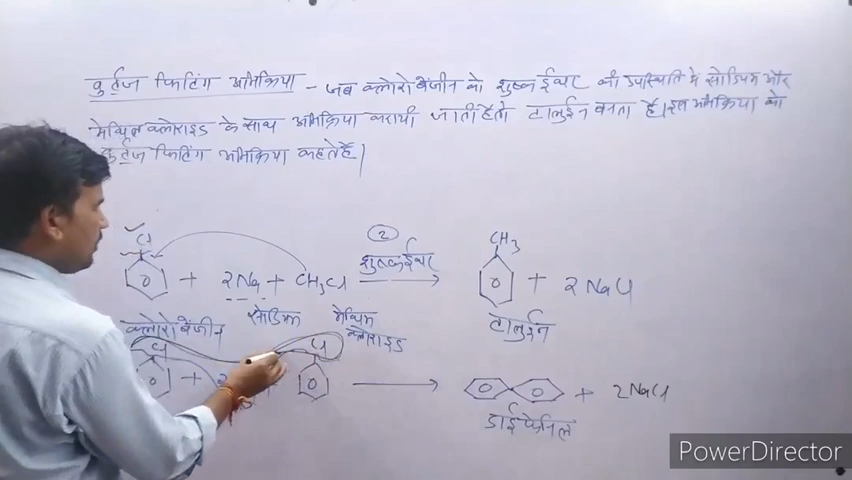 वुर्ट्ज फिटिंग अभिक्रिया - जब क्लोरो बेंजीन को शुष्क ईथर की उपस्थिति में सोडियम और
मेथिल क्लोराइड के साथ अभिक्रिया करायी जाती है तो टालुईन बनता है। इस अभिक्रिया को
वुर्ट्ज फिटिंग अभिक्रिया कहते हैं।
Cl ② CH3
+ 2Na + CH3Cl शुष्क ईथर + 2NaCl
क्लोरो बेंजीन सोडियम मेथिल क्लोराइड टालुईन
Cl Cl
+ + 2NaCl
डाईफेनिल
PowerDirector